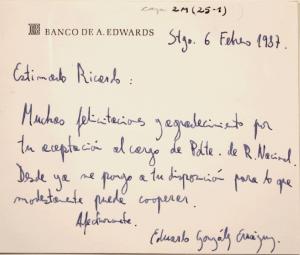 caja 2M (25-1)
BANCO DE A. EDWARDS
Stgo. 6 Febrero 1987.
Estimado Ricardo:
Muchas felicitaciones y agradecimiento por
tu aceptación al cargo de Pdte. de R. Nacional.
Desde ya me pongo a tu disposición para lo que
modestamente puedo cooperar.
Afectuosamente.
Eduardo González